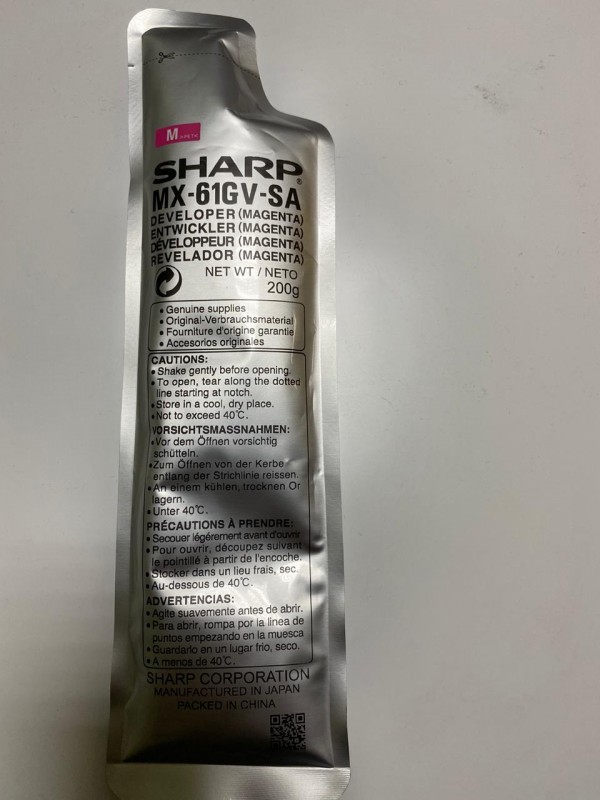 M
SHARP®
MX-61GV-SA
DEVELOPER (MAGENTA)
ENTWICKLER (MAGENTA)
DÉVELOPPEUR (MAGENTA)
REVELADOR (MAGENTA)
NET WT / NETO
200g
• Genuine supplies
• Original-Verbrauchsmaterial
• Fourniture d'origine garantie
• Accesorios originales
CAUTIONS:
• Shake gently before opening.
• To open, tear along the dotted
line starting at notch.
• Store in a cool, dry place.
• Not to exceed 40℃.
VORSICHTSMASSNAHMEN:
• Vor dem Öffnen vorsichtig
schütteln.
• Zum Öffnen von der Kerbe
entlang der Strichlinie reissen.
• An einem kühlen, trocknen Or
lagern.
• Unter 40℃.
PRÉCAUTIONS À PRENDRE:
• Secouer légèrement avant d'ouvrir
• Pour ouvrir, découpez suivant
le pointillé à partir de l'encoche.
• Stocker dans un lieu frais, sec.
• Au-dessous de 40℃.
ADVERTENCIAS:
• Agite suavemente antes de abrir.
• Para abrir, rompa por la línea de
puntos empezando en la muesca
• Guardarlo en un lugar frio, seco.
• A menos de 40℃.
SHARP CORPORATION
MANUFACTURED IN JAPAN
PACKED IN CHINA